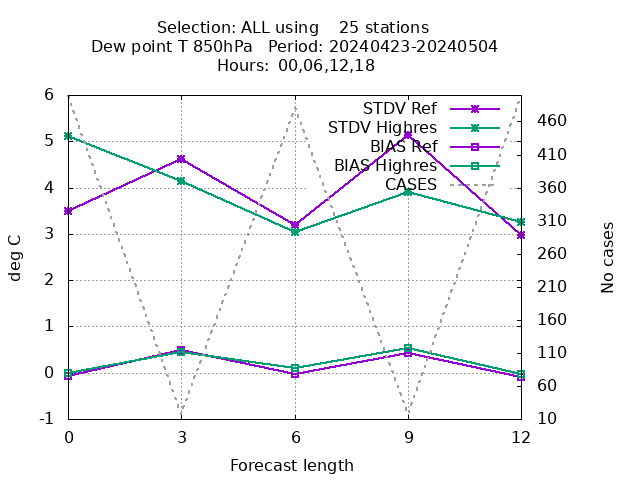 Selection: ALL using    25 stations
Dew point T 850hPa   Period: 20240423-20240504
Hours: 00,06,12,18
6
5
4
3
2
1
0
-1
460
410
360
310
260
210
160
110
60
10
STDV Ref
STDV Highres
BIAS Ref
BIAS Highres
CASES
deg C
No cases
0 3 6 9 12
Forecast length